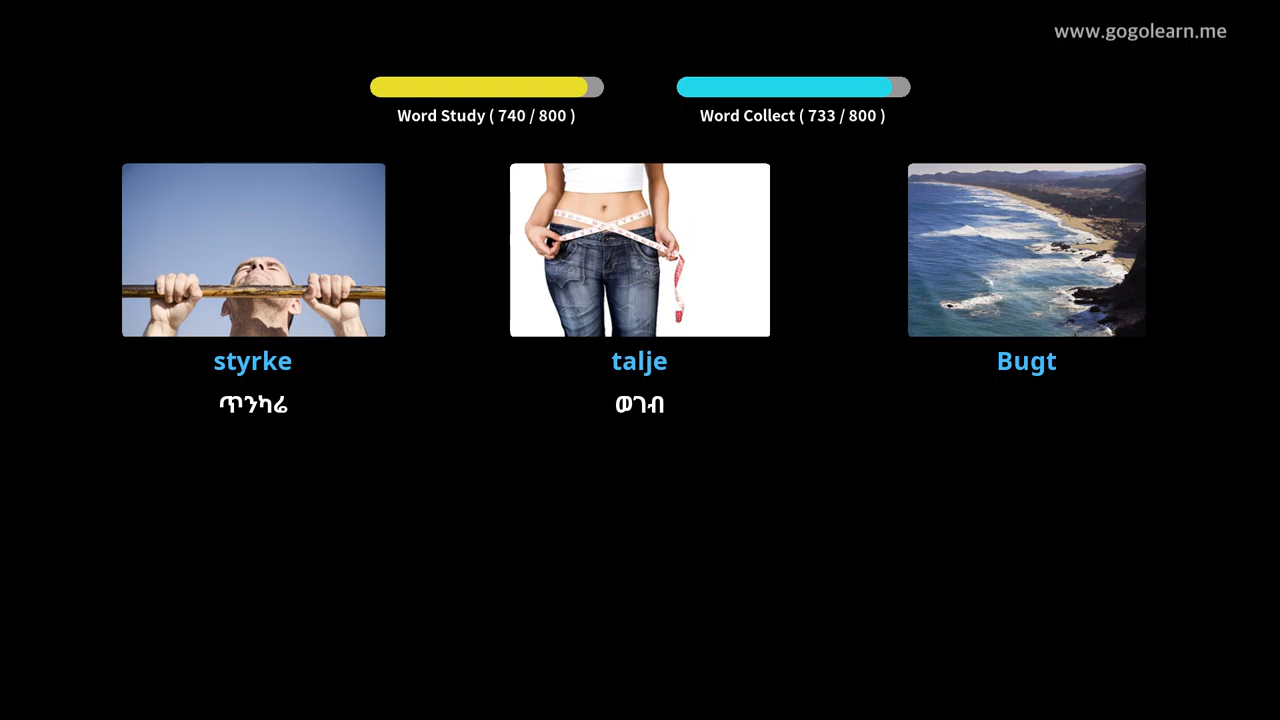 www.gogolearn.me
Word Study ( 740 / 800 )
Word Collect ( 733 / 800 )
styrke
talje
Bugt
ጥንካሬ
ወገብ